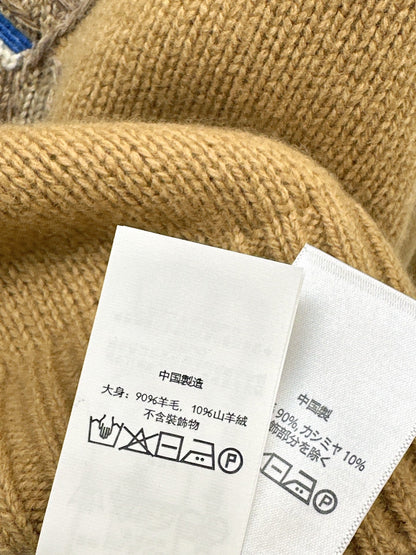 中国製造
大身：90%羊毛，10%山羊絨
不含裝飾物
P
中国製
90%, カシミヤ 10%
飾部分を除く
P